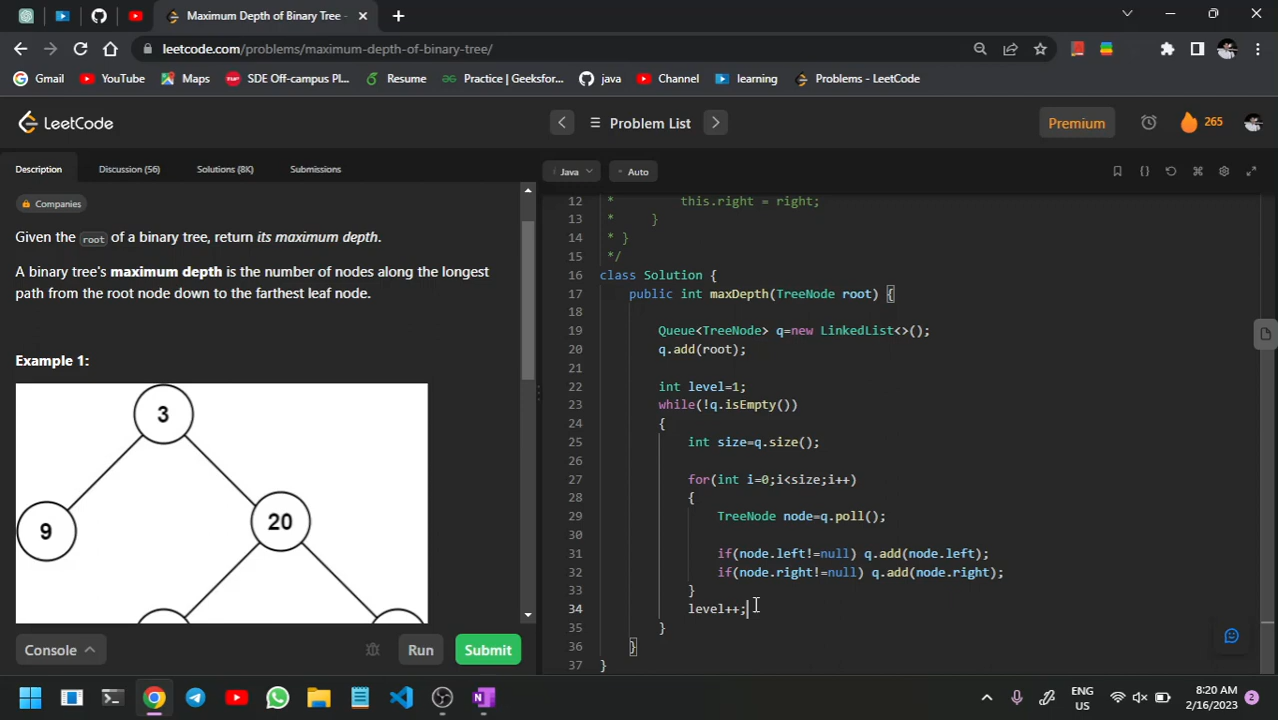 Maximum Depth of Binary Tree -
leetcode.com/problems/maximum-depth-of-binary-tree/
Gmail YouTube Maps SDE Off-campus Pl... Resume Practice | Geeksfor... java Channel learning Problems - LeetCode
LeetCode Problem List Premium 265
Description Discussion (56) Solutions (8K) Submissions
Java Auto
Companies
Given the root of a binary tree, return its maximum depth.
A binary tree's maximum depth is the number of nodes along the longest
path from the root node down to the farthest leaf node.
Example 1:
3
9
20
Console Run Submit
12 * this.right = right;
13 * }
14 * }
15 */
16 class Solution {
17 public int maxDepth(TreeNode root) {
18
19 Queue<TreeNode> q=new LinkedList<>();
20 q.add(root);
21
22 int level=1;
23 while(!q.isEmpty())
24 {
25 int size=q.size();
26
27 for(int i=0;i<size;i++)
28 {
29 TreeNode node=q.poll();
30
31 if(node.left!=null) q.add(node.left);
32 if(node.right!=null) q.add(node.right);
33 }
34 level++;
35 }
36 }
37 }
ENG
US
8:20 AM
2/16/2023
2